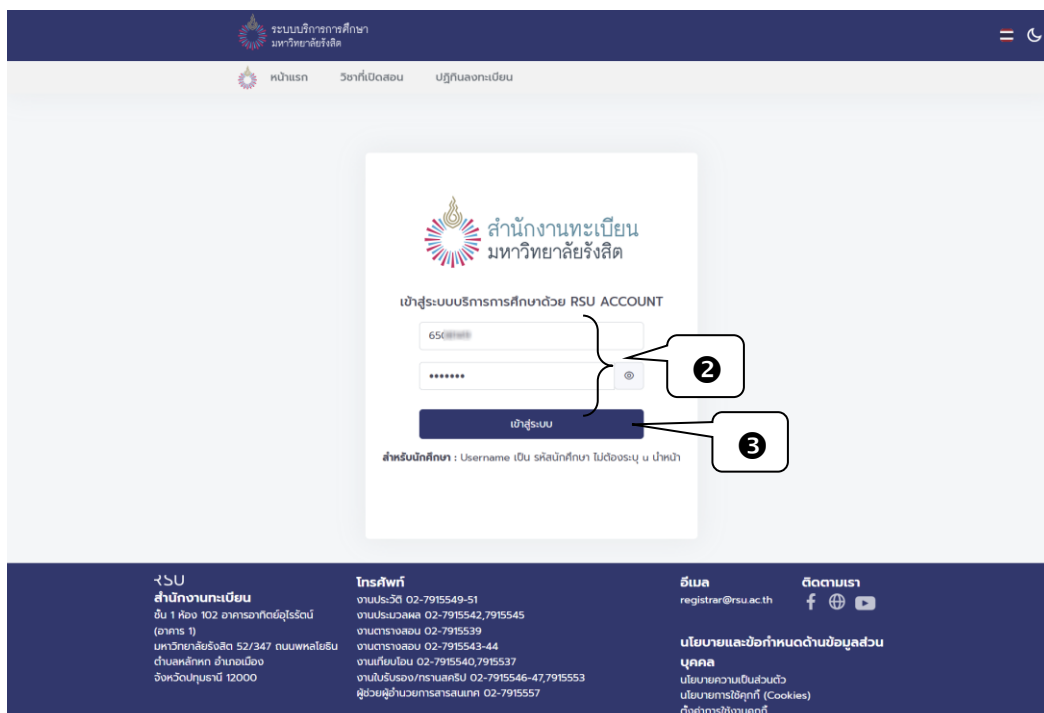 ระบบบริการการศึกษา
มหาวิทยาลัยรังสิต
หน้าแรก วิชาที่เปิดสอน ปฏิทินลงทะเบียน
สำนักงานทะเบียน
มหาวิทยาลัยรังสิต
เข้าสู่ระบบบริการการศึกษาด้วย RSU ACCOUNT
650
•••••••
❷
เข้าสู่ระบบ
❸
สำหรับนักศึกษา : Username เป็น รหัสนักศึกษา ไม่ต้องระบุ u นำหน้า
RSU
สำนักงานทะเบียน
ชั้น 1 ห้อง 102 อาคารอาทิตย์อุไรรัตน์
(อาคาร 1)
มหาวิทยาลัยรังสิต 52/347 ถนนพหลโยธิน
ตำบลหลักหก อำเภอเมือง
จังหวัดปทุมธานี 12000
โทรศัพท์
งานประวัติ 02-7915549-51
งานประมวลผล 02-7915542,7915545
งานตารางสอน 02-7915539
งานตารางสอบ 02-7915543-44
งานเทียบโอน 02-7915540,7915537
งานใบรับรอง/ทรานสคริป 02-7915546-47,7915553
ผู้ช่วยผู้อำนวยการสารสนเทศ 02-7915557
อีเมล
registrar@rsu.ac.th
ติดตามเรา
นโยบายและข้อกำหนดด้านข้อมูลส่วน
บุคคล
นโยบายความเป็นส่วนตัว
นโยบายการใช้คุกกี้ (Cookies)
ตั้งค่าการใช้งานคุกกี้